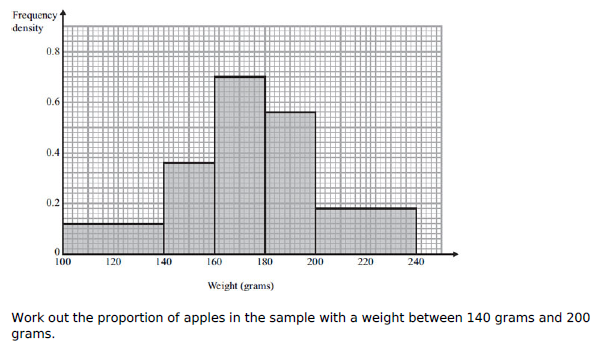 Frequency
density
0.8
0.6
0.4
0.2
0
100 120 140 160 180 200 220 240
Weight (grams)
Work out the proportion of apples in the sample with a weight between 140 grams and 200
grams.